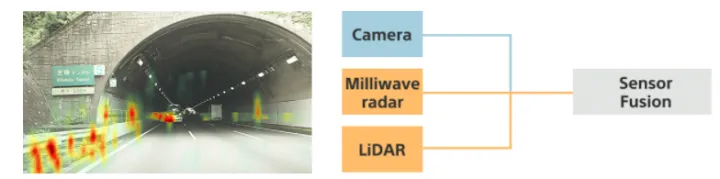 Camera
Milliwave
radar
LiDAR
Sensor
Fusion